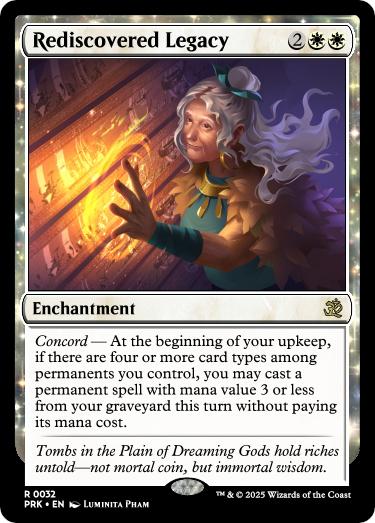 Rediscovered Legacy 2
Enchantment
Concord — At the beginning of your upkeep,
if there are four or more card types among
permanents you control, you may cast a
permanent spell with mana value 3 or less
from your graveyard this turn without paying
its mana cost.
Tombs in the Plain of Dreaming Gods hold riches
untold—not mortal coin, but immortal wisdom.
R 0032
PRK • EN Luminita Pham
™ & © 2025 Wizards of the Coast